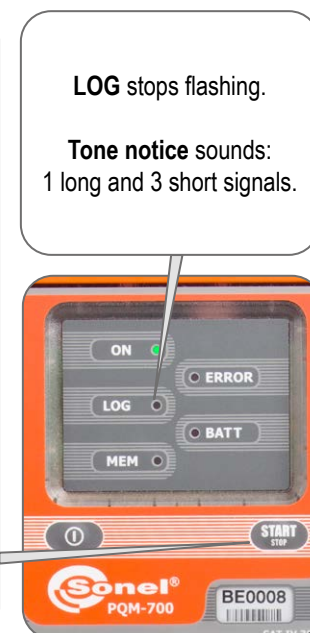 LOG stops flashing.
Tone notice sounds:
1 long and 3 short signals.
ON
ERROR
LOG
BATT
MEM
START
STOP
Sonel®
PQM-700
BE0008